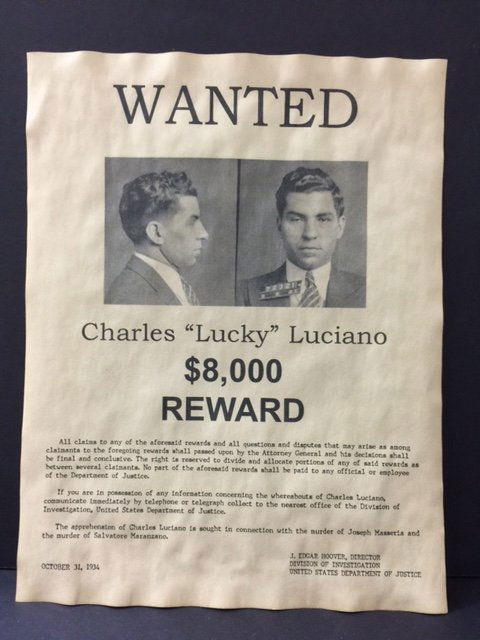 WANTED
Charles “Lucky” Luciano
$8,000
REWARD
All claims to any of the aforesaid rewards and all questions and disputes that may arise as among
claimants to the foregoing rewards shall passed upon by the Attorney General and his decisions shall
be final and conclusive. The right is reserved to divide and allocate portions of any of said rewards as
between several claimants. No part of the aforesaid rewards shall be paid to any official or employee
of the Department of Justice.
If you are in possession of any information concerning the whereabouts of Charles Luciano,
communicate immediately by telephone or telegraph collect to the nearest office of the Division of
Investigation, United States Department of Justice.
The apprehension of Charles Luciano is sought in connection with the murder of Joseph Masseria and
the murder of Salvatore Maranzano.
OCTOBER 31, 1934
J. EDGAR HOOVER, DIRECTOR
DIVISION OF INVESTIGATION
UNITED STATES DEPARTMENT OF JUSTICE